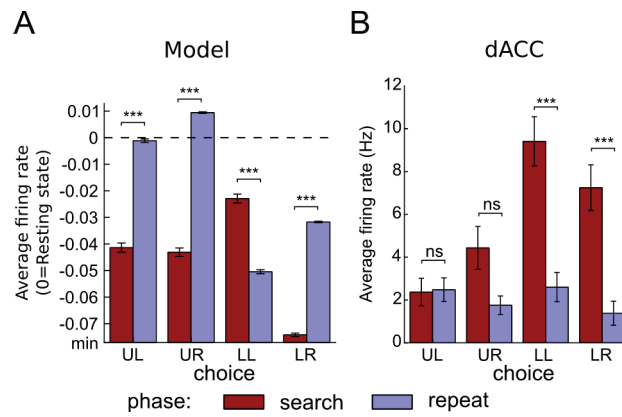 A
Model
Average firing rate
(0=Resting state)
0.01
0
-0.01
-0.02
-0.03
-0.04
-0.05
-0.06
-0.07
min
***
***
***
***
UL
UR
LL
LR
choice
B
dACC
Average firing rate (Hz)
12
10
8
6
4
2
0
ns
ns
***
***
UL
UR
LL
LR
choice
phase: search repeat